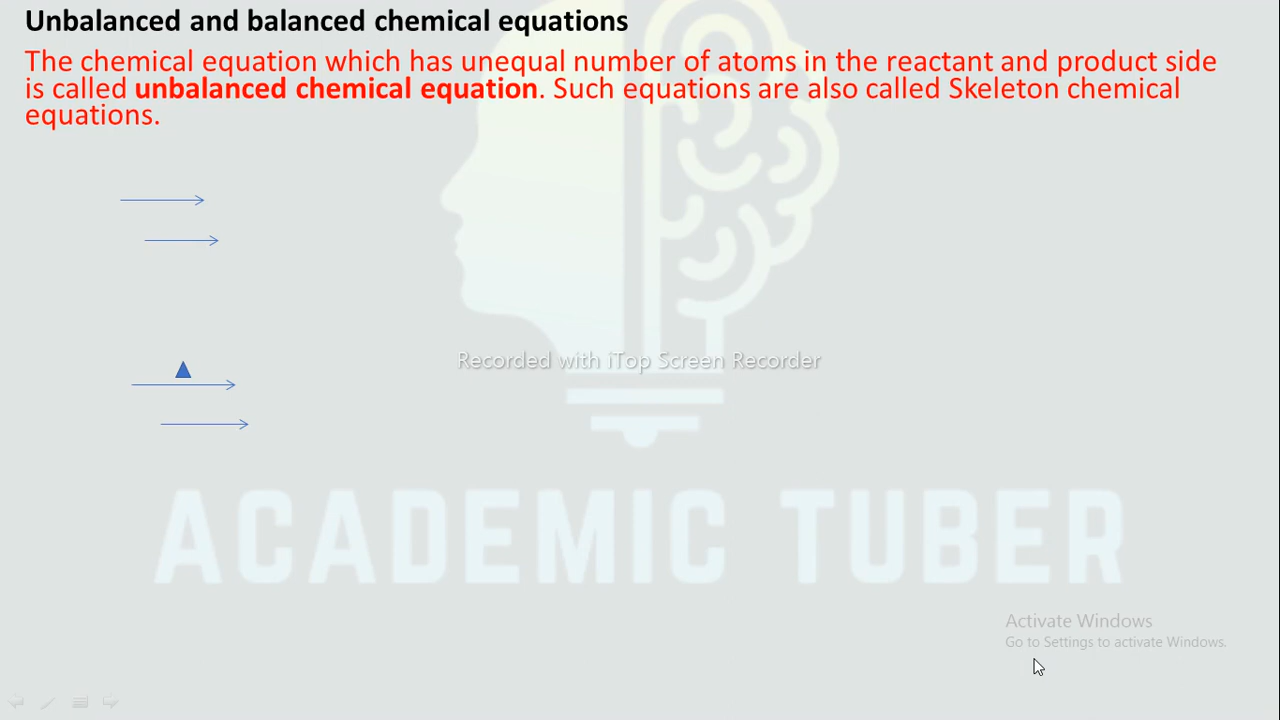 Unbalanced and balanced chemical equations
The chemical equation which has unequal number of atoms in the reactant and product side
is called unbalanced chemical equation. Such equations are also called Skeleton chemical
equations.
Recorded with iTop Screen Recorder
ACADEMIC TUBER
Activate Windows
Go to Settings to activate Windows.